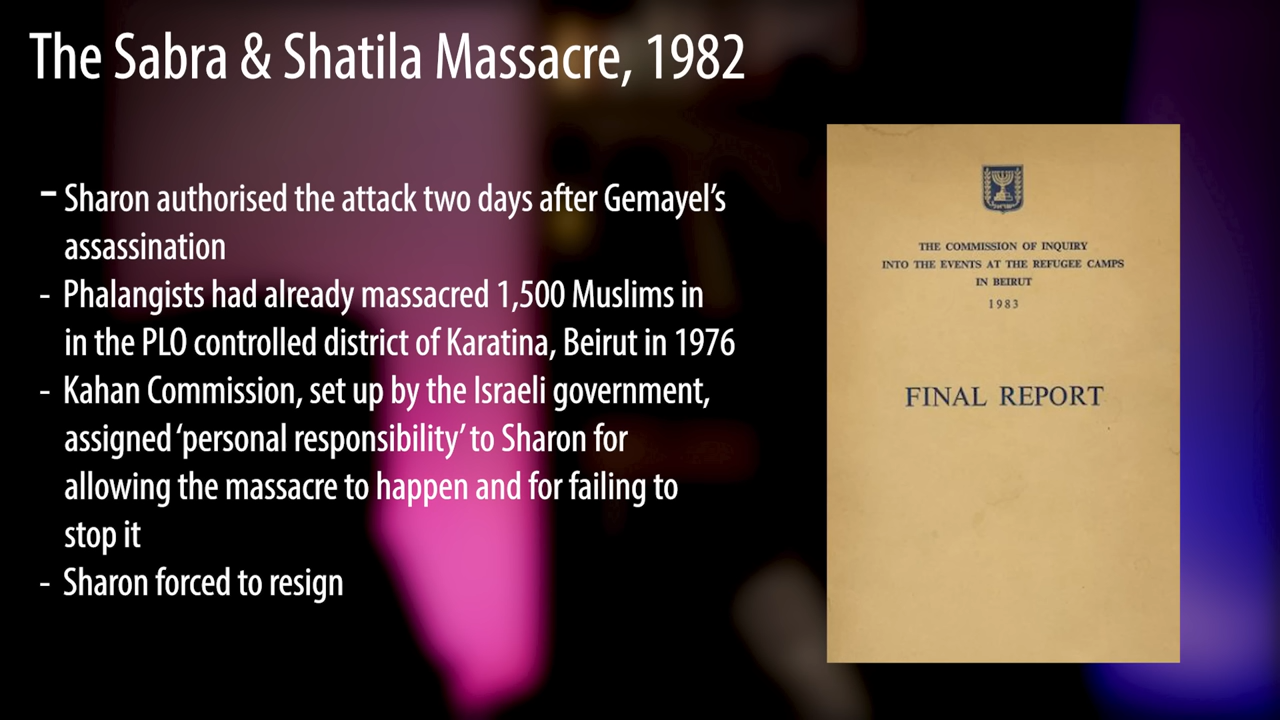 The Sabra & Shatila Massacre, 1982
- Sharon authorised the attack two days after Gemayel’s
assassination
- Phalangists had already massacred 1,500 Muslims in
in the PLO controlled district of Karatina, Beirut in 1976
- Kahan Commission, set up by the Israeli government,
assigned ‘personal responsibility’ to Sharon for
allowing the massacre to happen and for failing to
stop it
- Sharon forced to resign
THE COMMISSION OF INQUIRY
INTO THE EVENTS AT THE REFUGEE CAMPS
IN BEIRUT
1983
FINAL REPORT